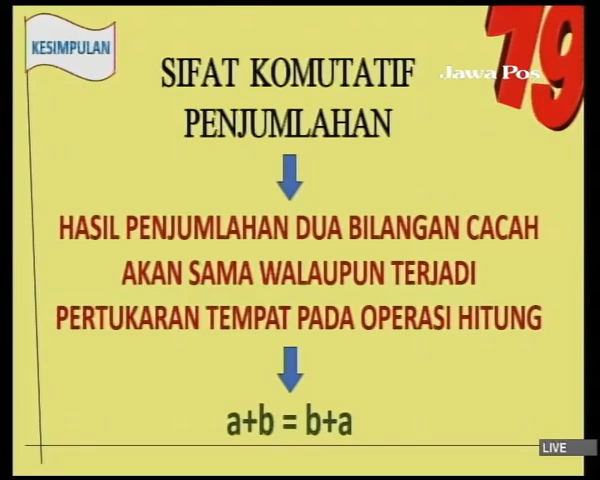 KESIMPULAN
19
Jawa Pos
SIFAT KOMUTATIF
PENJUMLAHAN
HASIL PENJUMLAHAN DUA BILANGAN CACAH
AKAN SAMA WALAUPUN TERJADI
PERTUKARAN TEMPAT PADA OPERASI HITUNG
a+b = b+a
LIVE